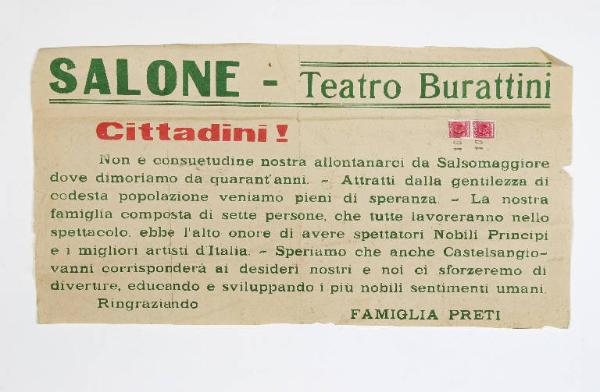 SALONE - Teatro Burattini
Cittadini!
Non e consuetudine nostra allontanarci da Salsomaggiore
dove dimoriamo da quarant'anni. - Attratti dalla gentilezza di
codesta popolazione veniamo pieni di speranza. - La nostra
famiglia composta di sette persone, che tutte lavoreranno nello
spettacolo, ebbe l'alto onore di avere spettatori Nobili Principi
e i migliori artisti d'Italia. - Speriamo che anche Castelsangio-
vanni corrisponderà ai desideri nostri e noi ci sforzeremo di
divertire, educando e sviluppando i più nobili sentimenti umani.
Ringraziando
FAMIGLIA PRETI